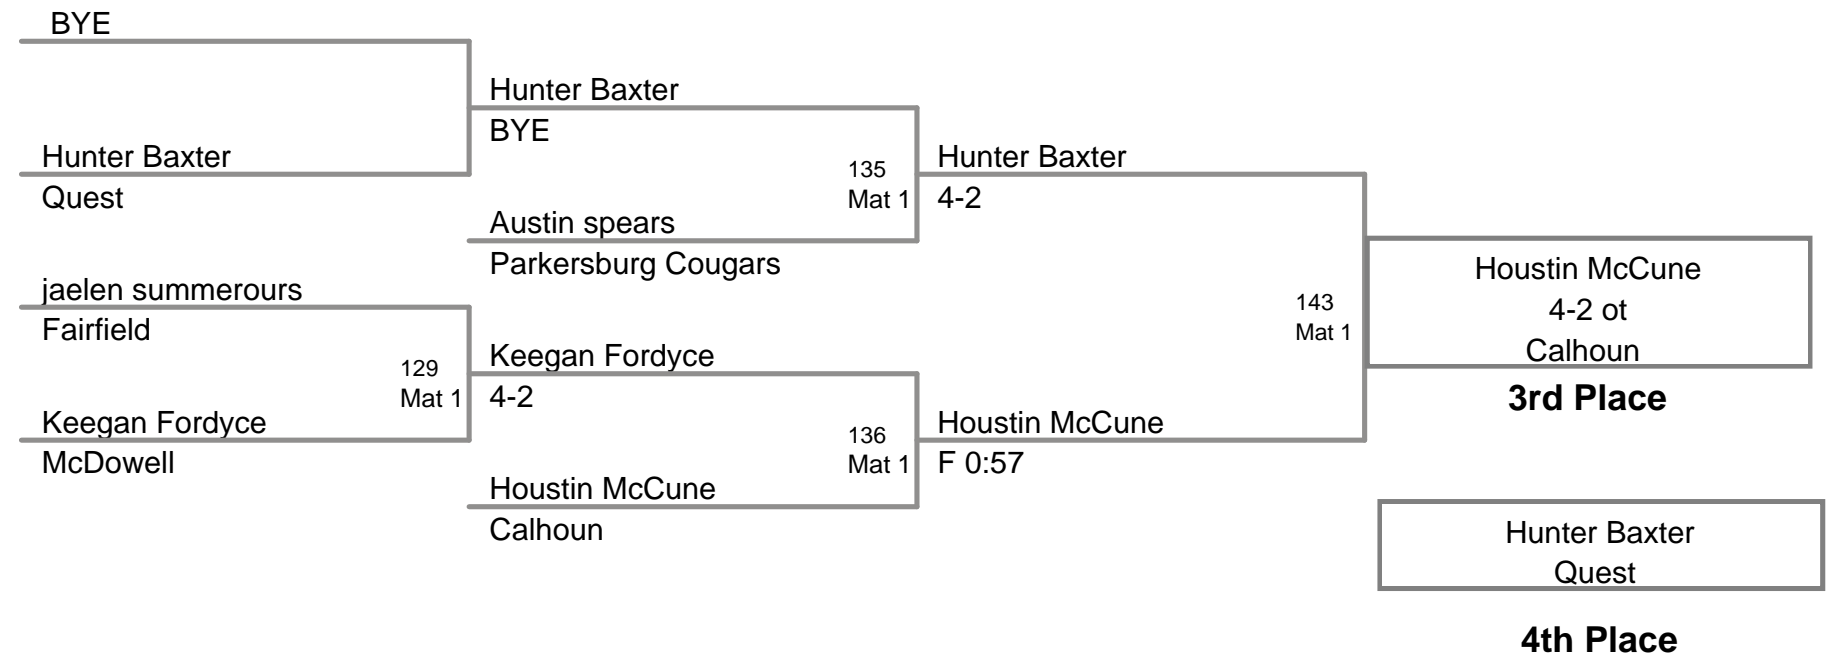 BYE
Hunter Baxter
Quest
jaelen summerours
Fairfield
129
Mat 1
Keegan Fordyce
McDowell
Hunter Baxter
BYE
135
Mat 1
Austin spears
Parkersburg Cougars
Keegan Fordyce
4-2
136
Mat 1
Houstin McCune
Calhoun
Hunter Baxter
4-2
143
Mat 1
Houstin McCune
F 0:57
Houstin McCune
4-2 ot
Calhoun
3rd Place
Hunter Baxter
Quest
4th Place